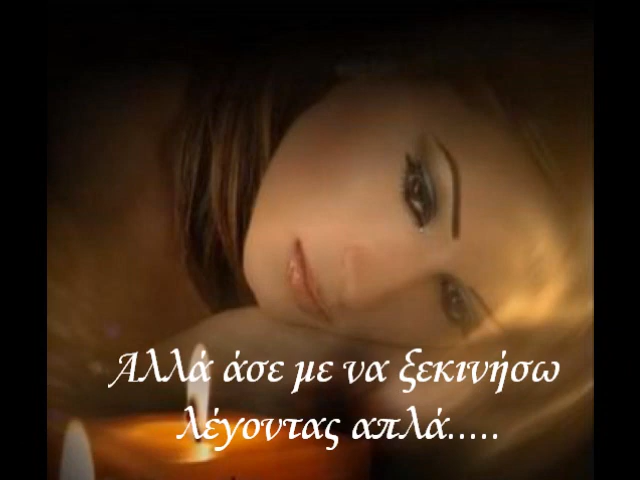 Αλλά άσε με να ξεκινήσω
λέγοντας απλά.....